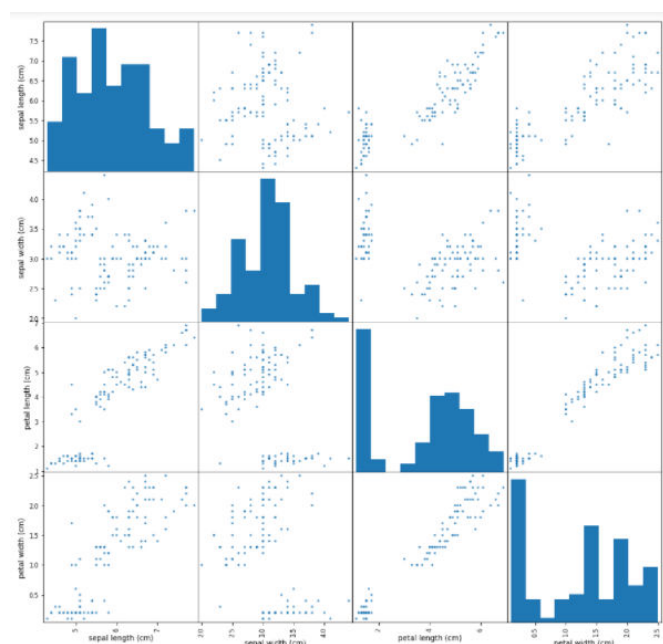 7.5
7.0
6.5
6.0
5.5
5.0
4.5
sepal length (cm)
4.0
3.5
3.0
2.5
2.0
sepal width (cm)
7
6
5
4
3
2
1
petal length (cm)
2.5
2.0
1.5
1.0
0.5
petal width (cm)
5 6 7
sepal length (cm)
2.0 2.5 3.0 3.5 4.0
sepal width (cm)
2 4 6
petal length (cm)
0.5 1.0 1.5 2.0 2.5
petal width (cm)